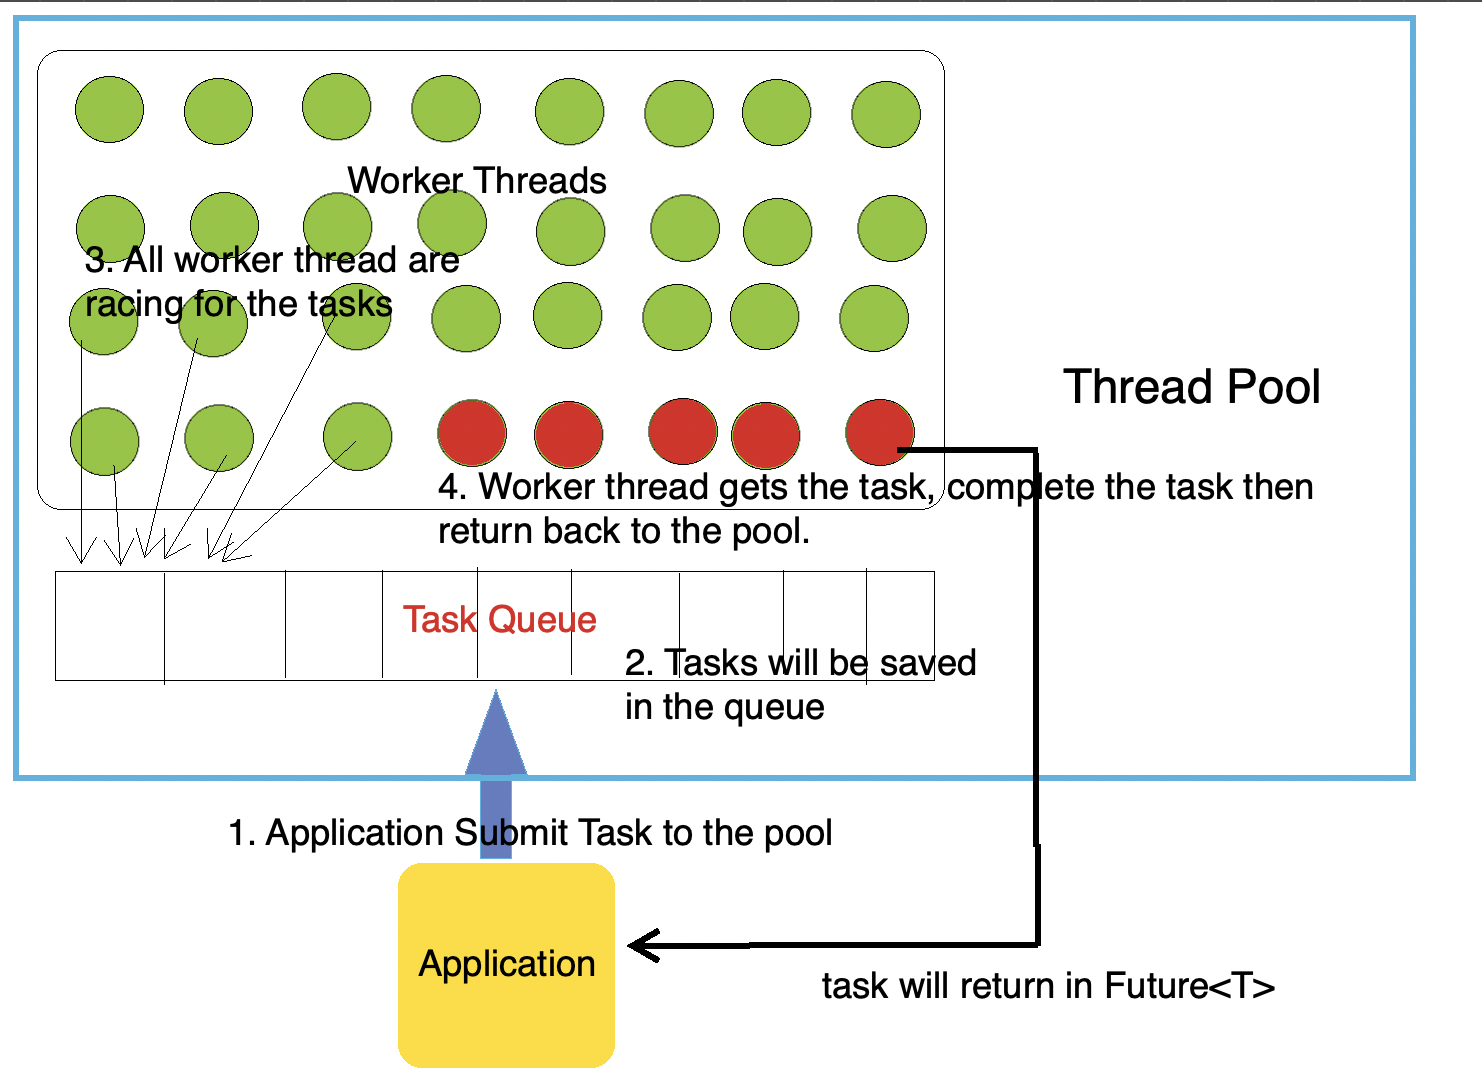 Worker Threads
3. All worker thread are
racing for the tasks
Thread Pool
4. Worker thread gets the task, complete the task then
return back to the pool.
Task Queue
2. Tasks will be saved
in the queue
1. Application Submit Task to the pool
Application
task will return in Future<T>